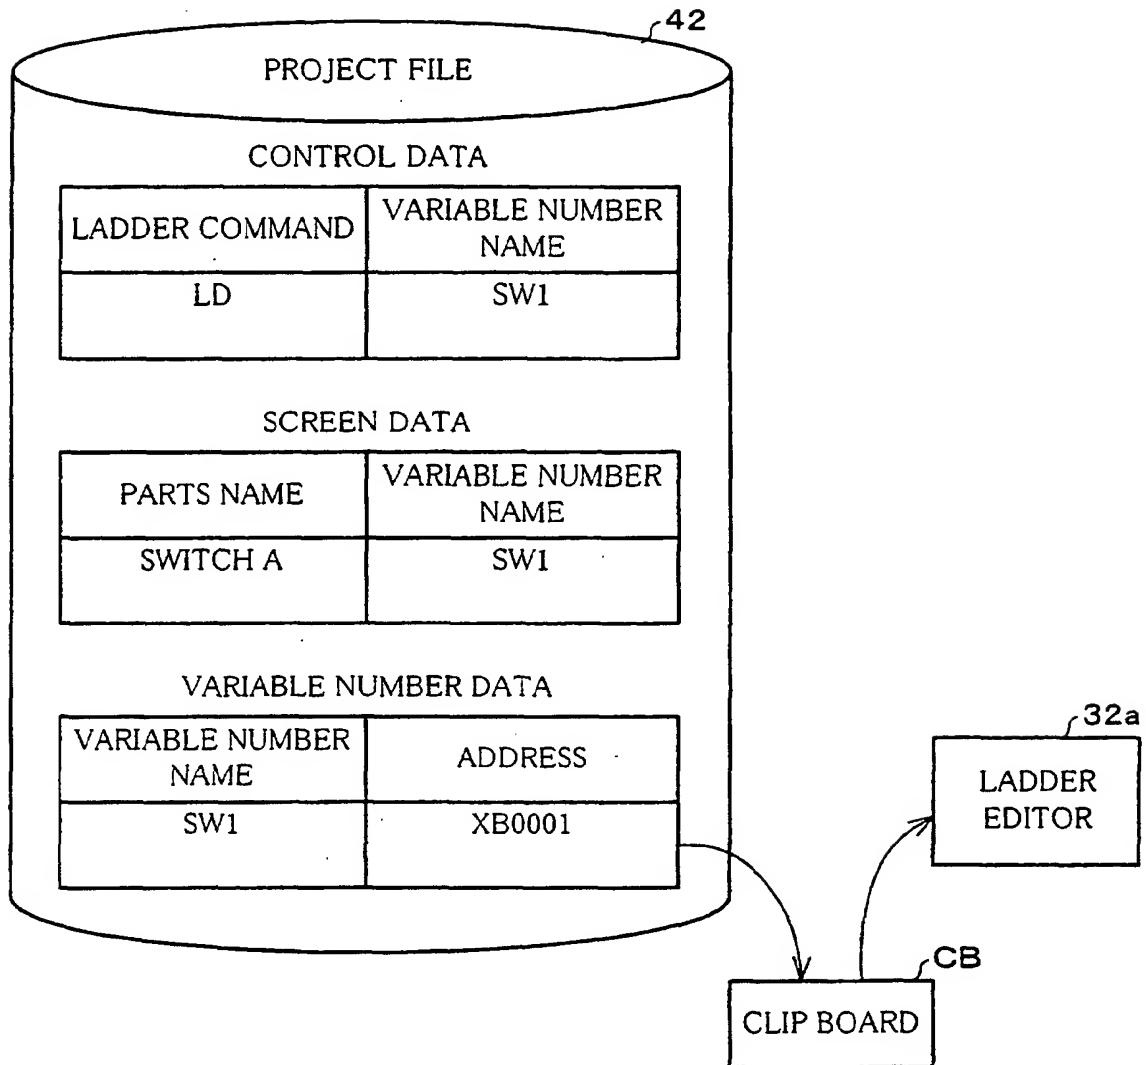 42
PROJECT FILE
CONTROL DATA
LADDER COMMAND
VARIABLE NUMBER
NAME
LD
SW1
SCREEN DATA
PARTS NAME
VARIABLE NUMBER
NAME
SWITCH A
SW1
VARIABLE NUMBER DATA
VARIABLE NUMBER
NAME
ADDRESS
SW1
XB0001
32a
LADDER
EDITOR
CB
CLIP BOARD